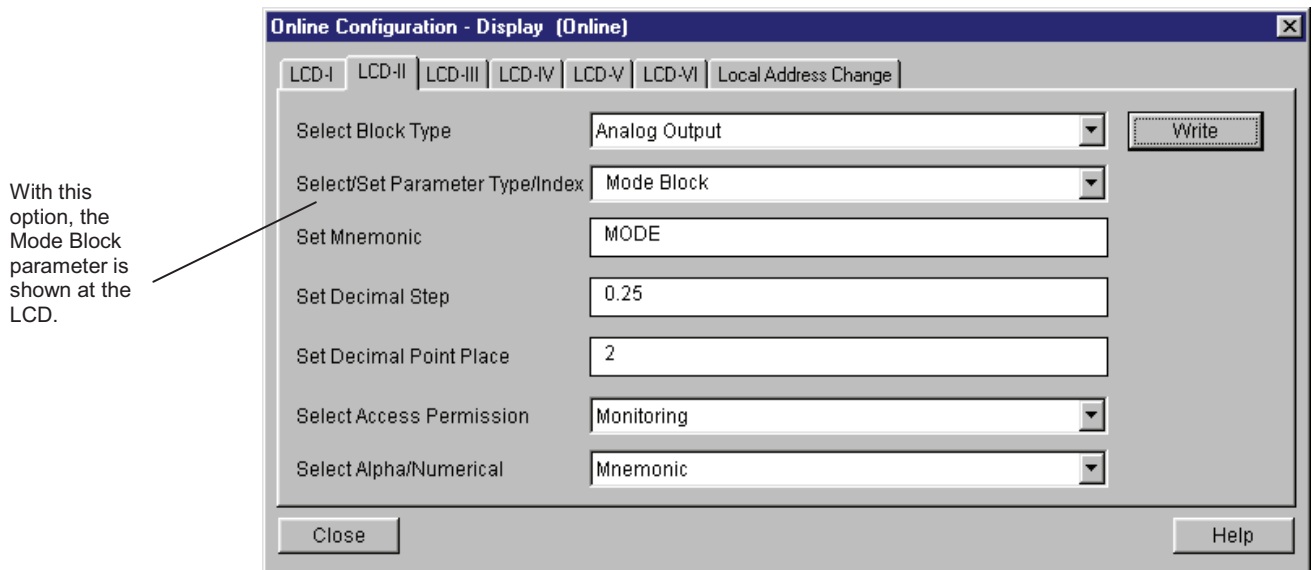 Online Configuration - Display (Online)
LCD-I LCD-II LCD-III LCD-IV LCD-V LCD-VI Local Address Change
Select Block Type Analog Output Write
Select/Set Parameter Type/Index Mode Block
Set Mnemonic MODE
Set Decimal Step 0.25
Set Decimal Point Place 2
Select Access Permission Monitoring
Select Alpha/Numerical Mnemonic
Close Help
With this
option, the
Mode Block
parameter is
shown at the
LCD.